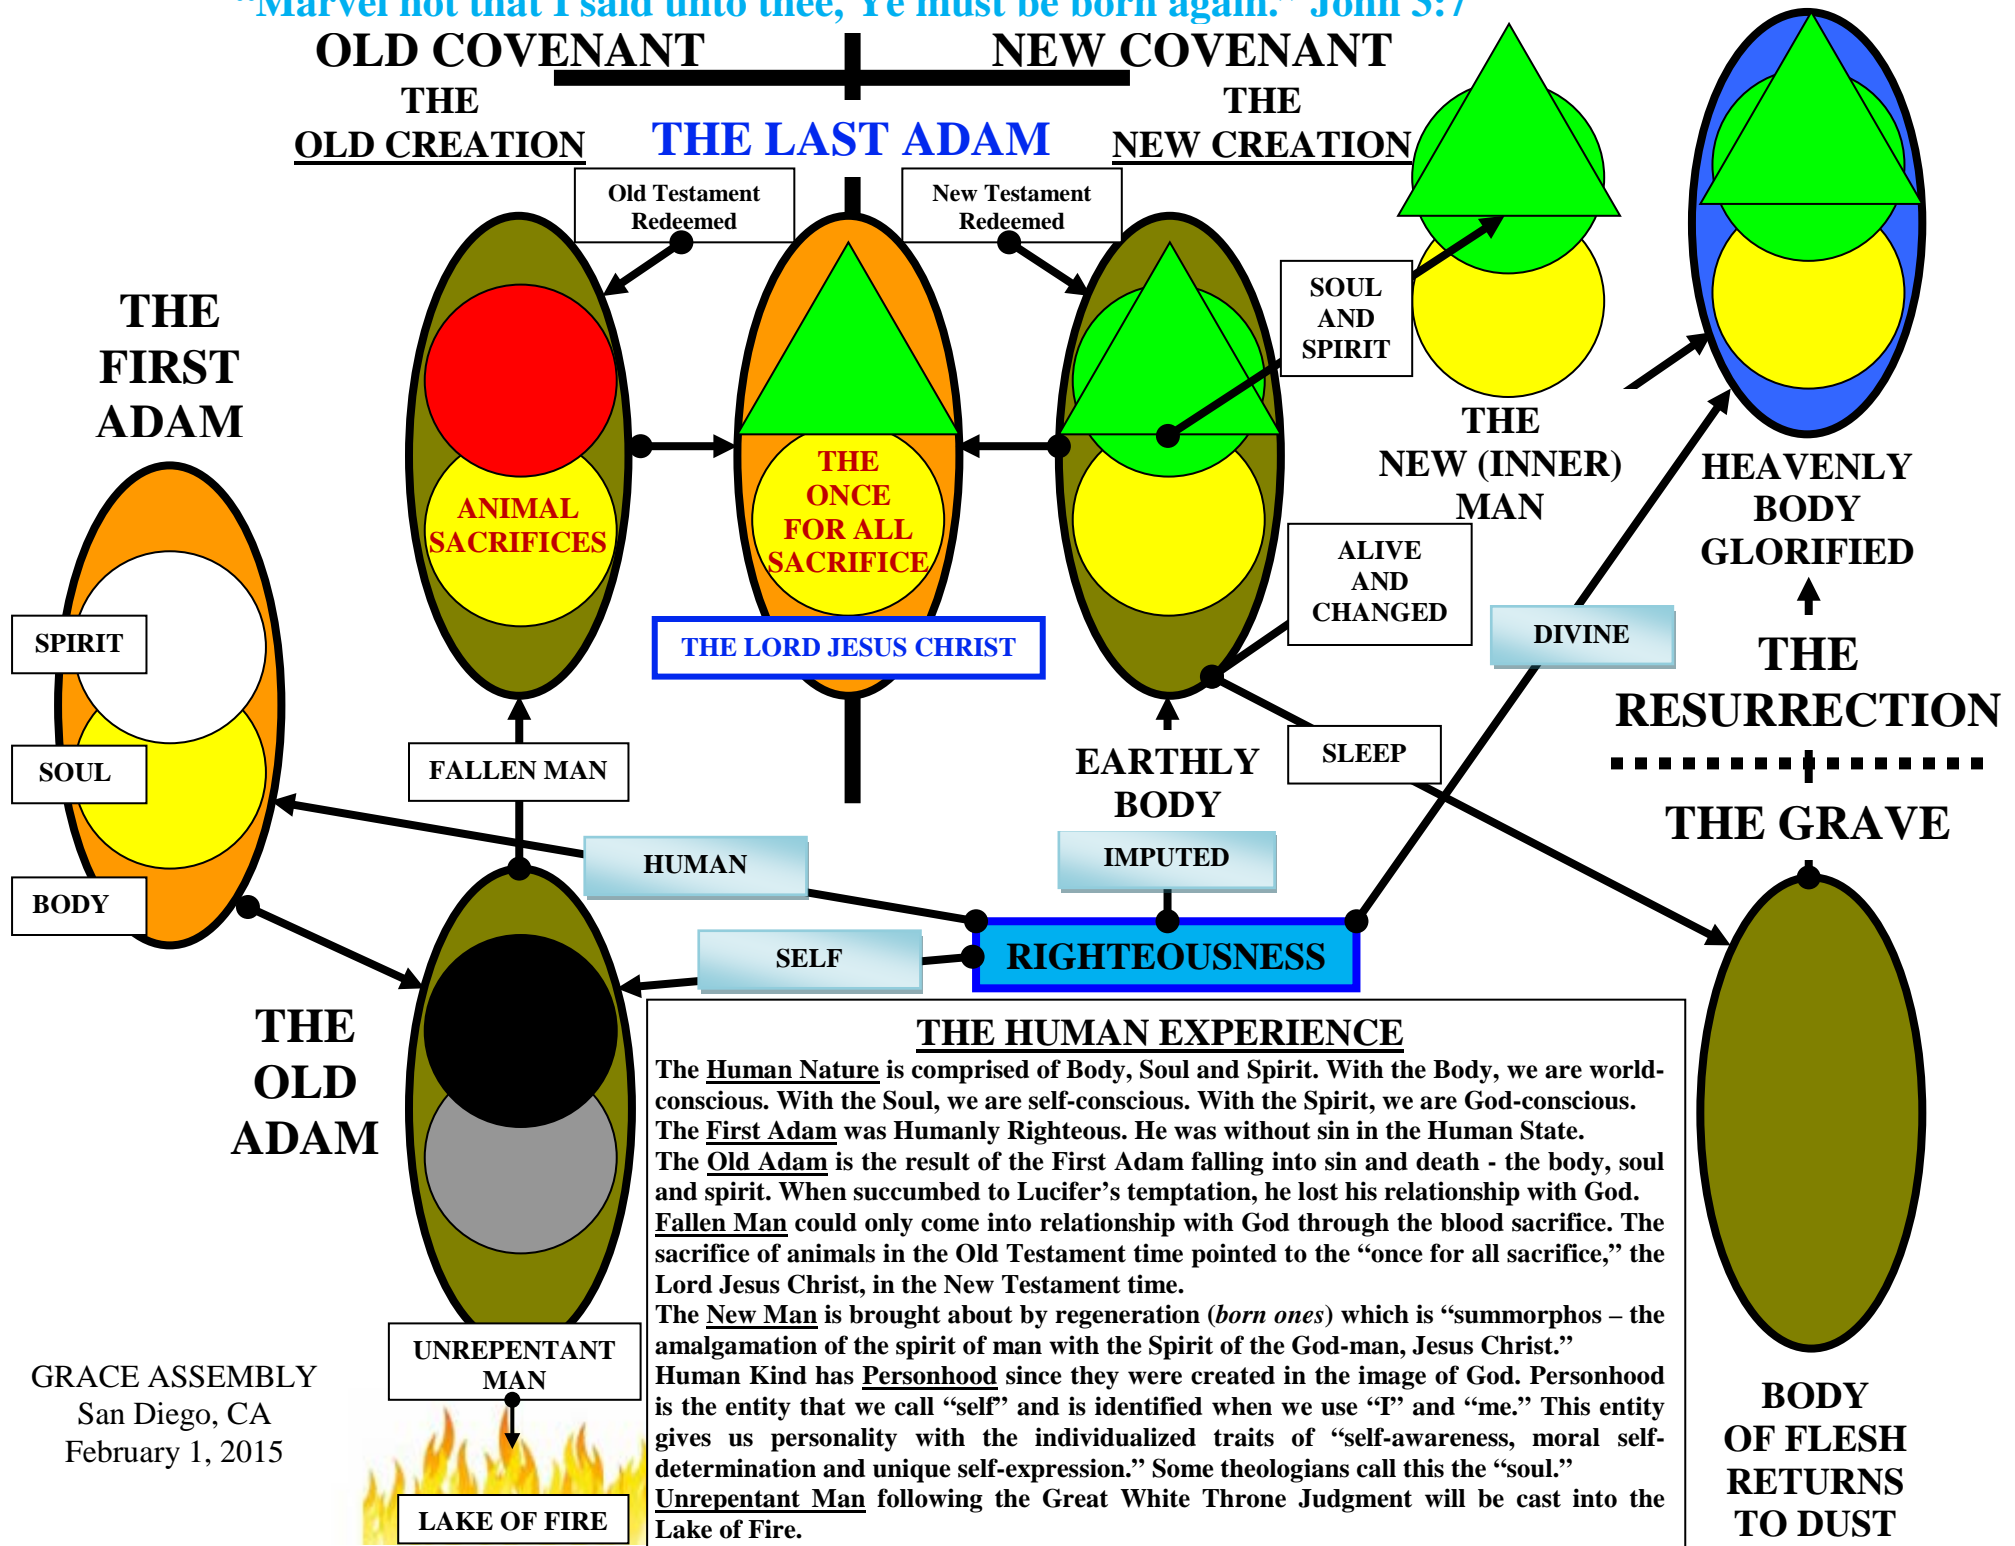 “Marvel not that I said unto thee, Ye must be born again.” John 3:7
OLD COVENANT
NEW COVENANT
THE
OLD CREATION
THE LAST ADAM
THE
NEW CREATION
Old Testament
Redeemed
New Testament
Redeemed
SOUL
AND
SPIRIT
THE
FIRST
ADAM
THE
NEW (INNER)
MAN
HEAVENLY
BODY
GLORIFIED
ANIMAL
SACRIFICES
THE
ONCE
FOR ALL
SACRIFICE
ALIVE
AND
CHANGED
SPIRIT
THE LORD JESUS CHRIST
DIVINE
THE
RESURRECTION
SOUL
FALLEN MAN
EARTHLY
BODY
SLEEP
THE GRAVE
HUMAN
IMPUTED
BODY
SELF
RIGHTEOUSNESS
THE
OLD
ADAM
THE HUMAN EXPERIENCE
The Human Nature is comprised of Body, Soul and Spirit. With the Body, we are world-
conscious. With the Soul, we are self-conscious. With the Spirit, we are God-conscious.
The First Adam was Humanly Righteous. He was without sin in the Human State.
The Old Adam is the result of the First Adam falling into sin and death - the body, soul
and spirit. When succumbed to Lucifer’s temptation, he lost his relationship with God.
Fallen Man could only come into relationship with God through the blood sacrifice. The
sacrifice of animals in the Old Testament time pointed to the “once for all sacrifice,” the
Lord Jesus Christ, in the New Testament time.
The New Man is brought about by regeneration (born ones) which is “summorphos – the
amalgamation of the spirit of man with the Spirit of the God-man, Jesus Christ.”
Human Kind has Personhood since they were created in the image of God. Personhood
is the entity that we call “self” and is identified when we use “I” and “me.” This entity
gives us personality with the individualized traits of “self-awareness, moral self-
determination and unique self-expression.” Some theologians call this the “soul.”
Unrepentant Man following the Great White Throne Judgment will be cast into the
Lake of Fire.
UNREPENTANT
MAN
LAKE OF FIRE
GRACE ASSEMBLY
San Diego, CA
February 1, 2015
BODY
OF FLESH
RETURNS
TO DUST